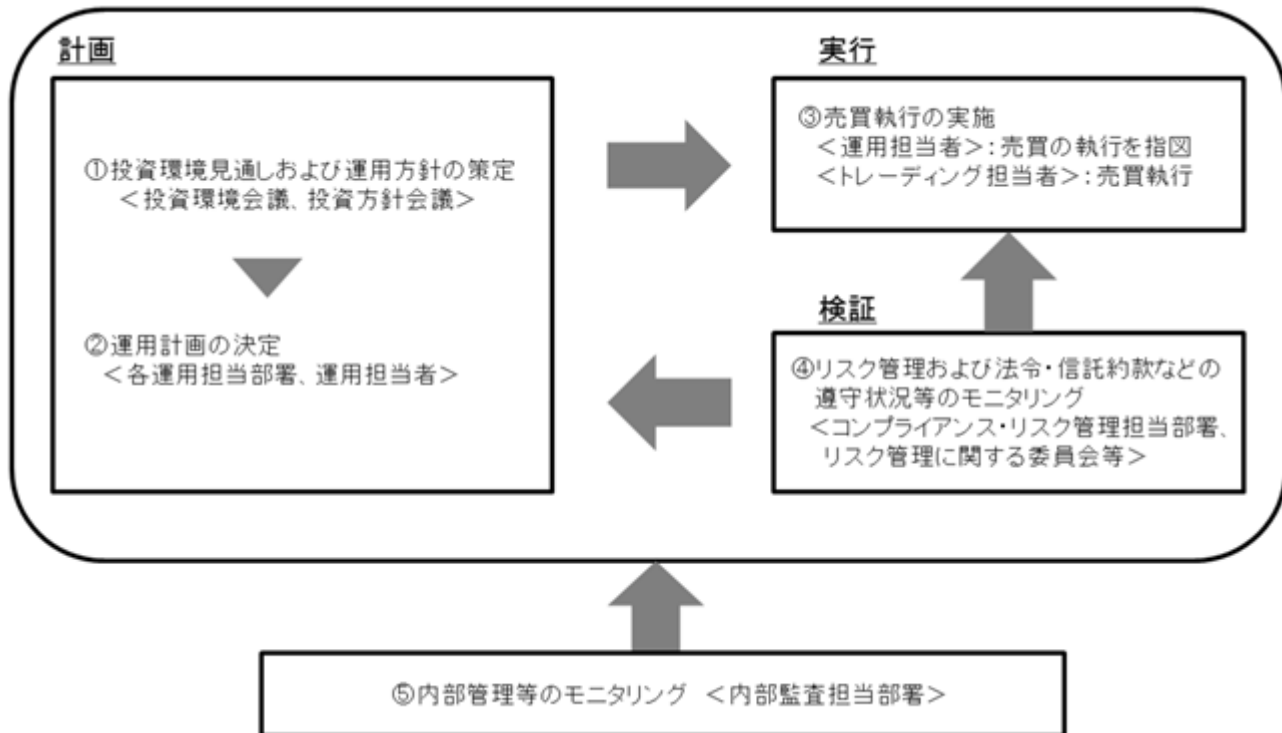 計画
①投資環境見通しおよび運用方針の策定
＜投資環境会議、投資方針会議＞
②運用計画の決定
＜各運用担当部署、運用担当者＞
実行
③売買執行の実施
＜運用担当者＞：売買の執行を指図
＜トレーディング担当者＞：売買執行
検証
④リスク管理および法令・信託約款などの
遵守状況等のモニタリング
＜コンプライアンス・リスク管理担当部署、
リスク管理に関する委員会等＞
⑤内部管理等のモニタリング ＜内部監査担当部署＞